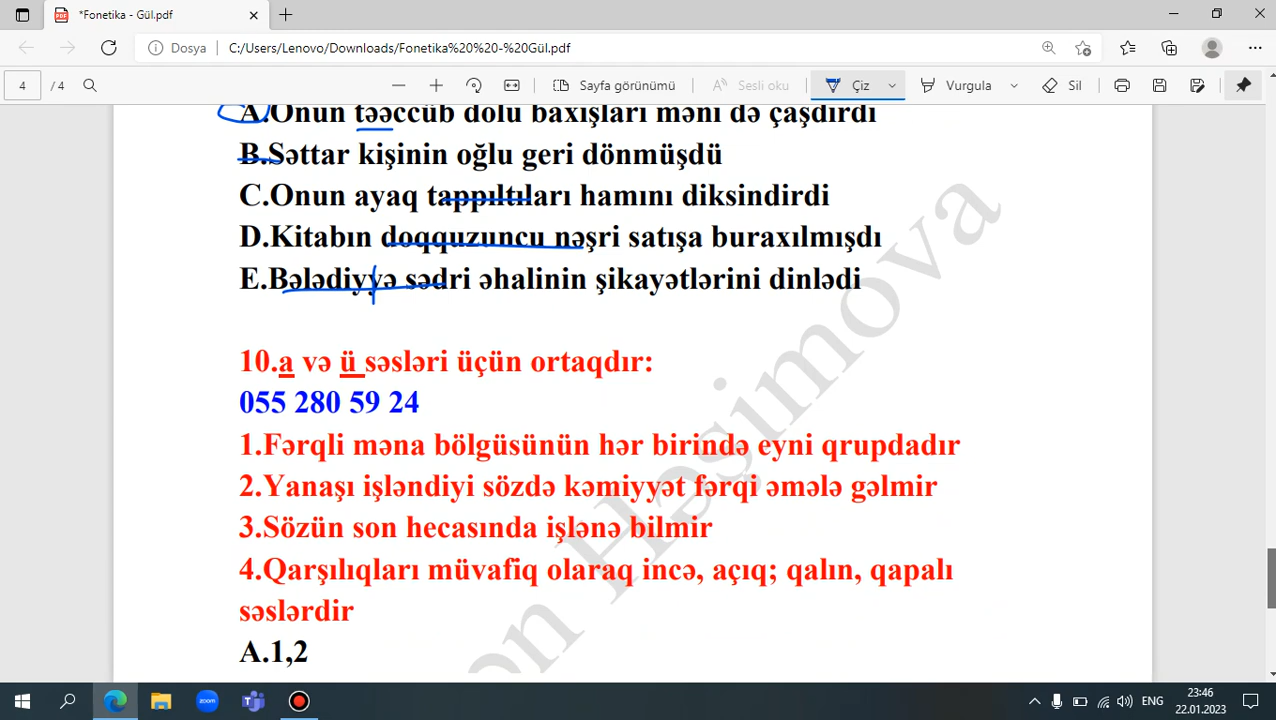 *Fonetika - Gül.pdf
Dosya
C:/Users/Lenovo/Downloads/Fonetika%20%20-%20Gül.pdf
4 / 4
Sayfa görünümü
Sesli oku
Çiz
Vurgula
Sil
A.Onun təəccüb dolu baxışları məni də çaşdırdı
B.Səttar kişinin oğlu geri dönmüşdü
C.Onun ayaq tappıltıları hamını diksindirdi
D.Kitabın doqquzuncu nəşri satışa buraxılmışdı
E.Bələdiyyə sədri əhalinin şikayətlərini dinlədi
10.a və ü səsləri üçün ortaqdır:
055 280 59 24
1.Fərqli məna bölgüsünün hər birində eyni qrupdadır
2.Yanaşı işləndiyi sözdə kəmiyyət fərqi əmələ gəlmir
3.Sözün son hecasında işlənə bilmir
4.Qarşılıqları müvafiq olaraq incə, açıq; qalın, qapalı
səslərdir
A.1,2
ən Həşimova
zoom
ENG
23:46
22.01.2023